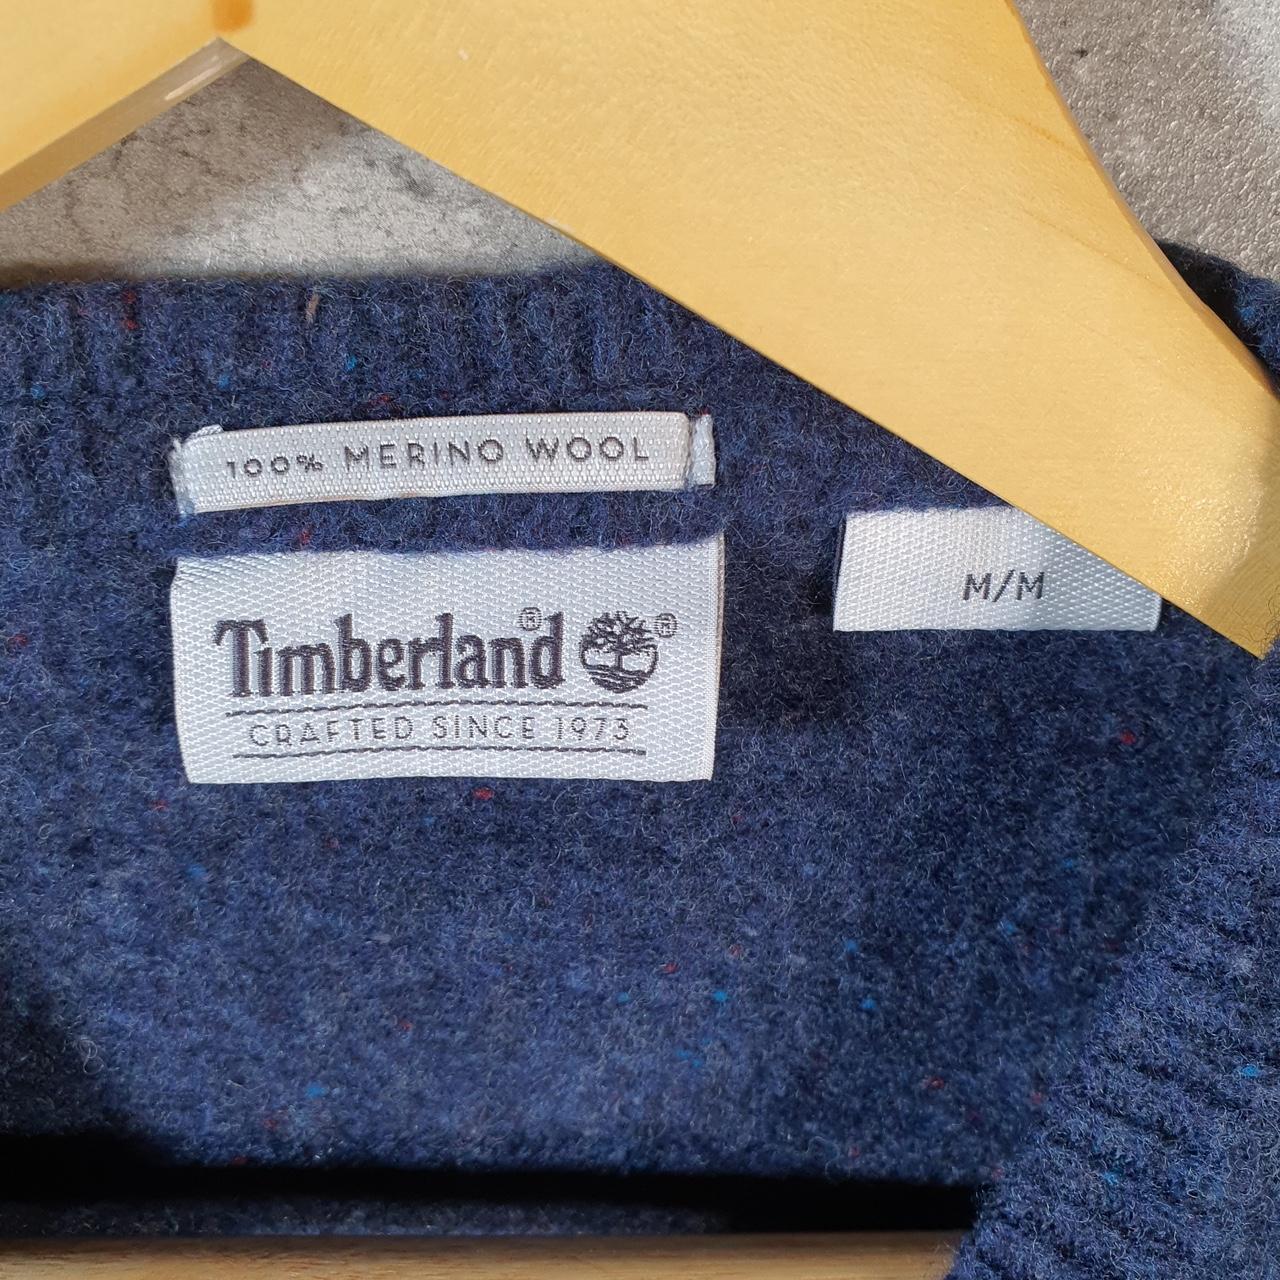 100% MERINO WOOL
Timberland® ®
CRAFTED SINCE 1973
M/M